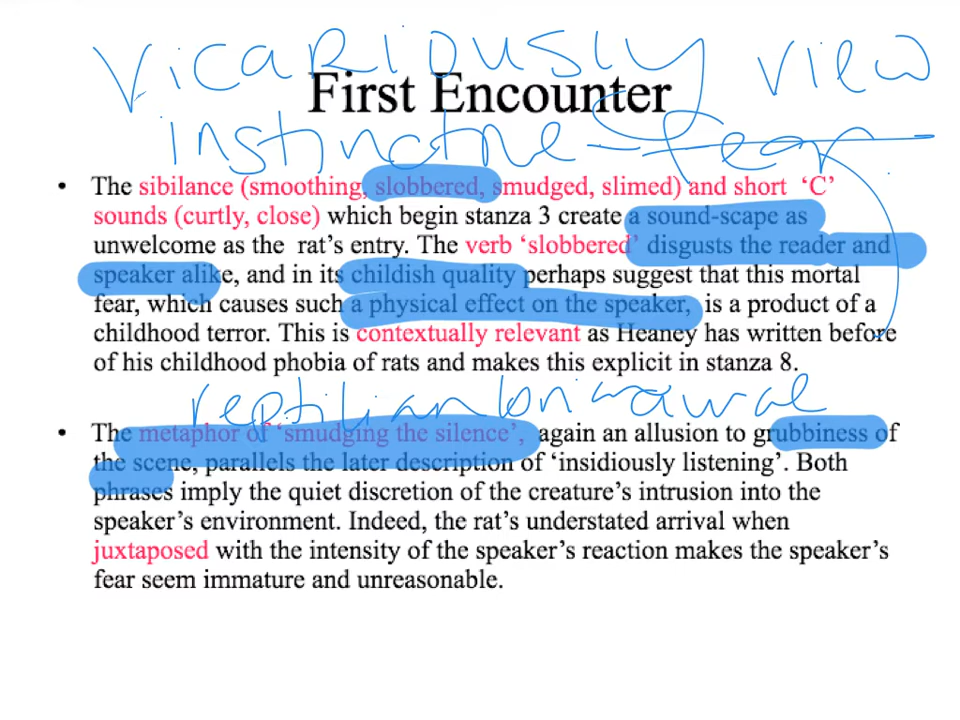 Vicariously view
First Encounter
instinctive - fear
• The sibilance (smoothing, slobbered, smudged, slimed) and short ‘C’
sounds (curtly, close) which begin stanza 3 create a sound-scape as
unwelcome as the rat’s entry. The verb ‘slobbered’ disgusts the reader and
speaker alike, and in its childish quality perhaps suggest that this mortal
fear, which causes such a physical effect on the speaker, is a product of a
childhood terror. This is contextually relevant as Heaney has written before
of his childhood phobia of rats and makes this explicit in stanza 8.
reptilian
• The metaphor of ‘smudging the silence’, again an allusion to grubbiness of
the scene, parallels the later description of ‘insidiously listening’. Both
phrases imply the quiet discretion of the creature’s intrusion into the
speaker’s environment. Indeed, the rat’s understated arrival when
juxtaposed with the intensity of the speaker’s reaction makes the speaker’s
fear seem immature and unreasonable.